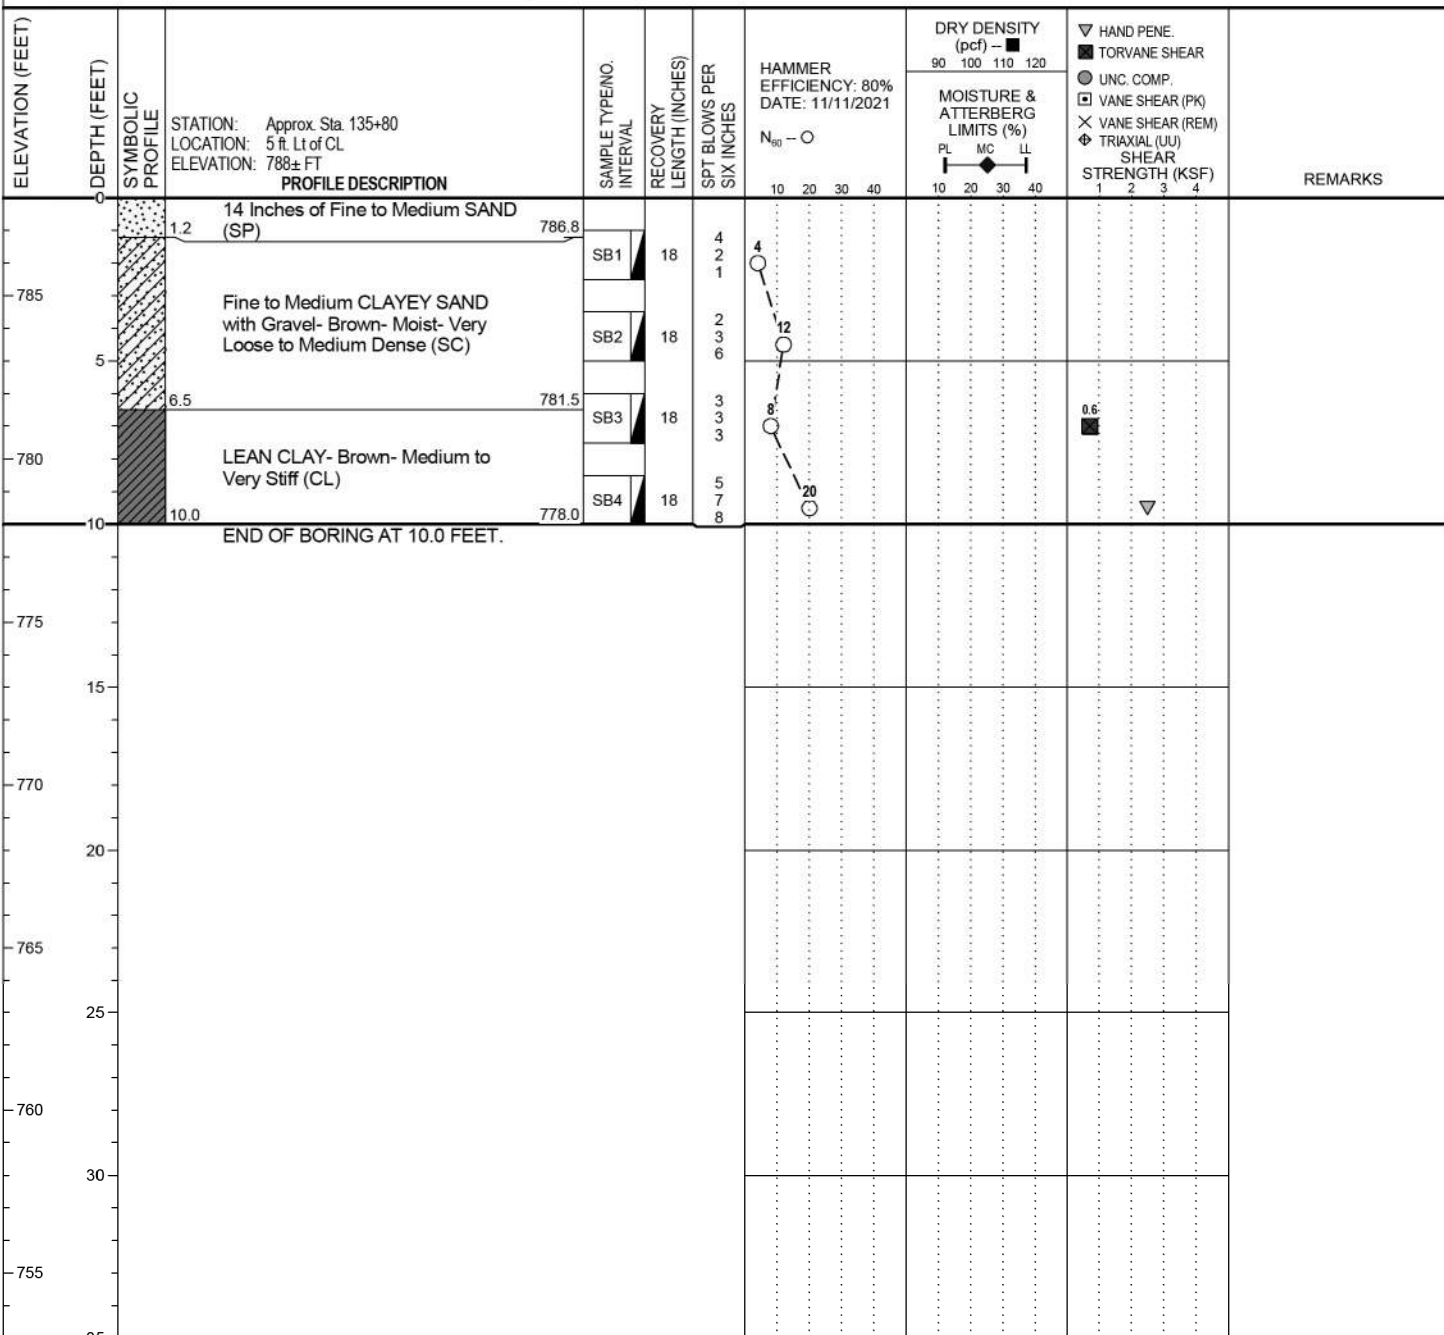 ELEVATION (FEET)
DEPTH (FEET)
SYMBOLIC
PROFILE
STATION: Approx. Sta. 135+80
LOCATION: 5 ft. Lt of CL
ELEVATION: 788± FT
PROFILE DESCRIPTION
SAMPLE TYPE/NO.
INTERVAL
RECOVERY
LENGTH (INCHES)
SPT BLOWS PER
SIX INCHES
HAMMER
EFFICIENCY: 80%
DATE: 11/11/2021
N60 -- O
10 20 30 40
DRY DENSITY
(pcf) --
90 100 110 120
MOISTURE &
ATTERBERG
LIMITS (%)
PL MC LL
10 20 30 40
HAND PENE.
TORVANE SHEAR
UNC. COMP.
VANE SHEAR (PK)
VANE SHEAR (REM)
TRIAXIAL (UU)
SHEAR
STRENGTH (KSF)
1 2 3 4
REMARKS
0
14 Inches of Fine to Medium SAND
(SP)
1.2
786.8
SB1
18
4
2
1
4
785
Fine to Medium CLAYEY SAND
with Gravel- Brown- Moist- Very
Loose to Medium Dense (SC)
SB2
18
2
3
6
12
5
6.5
781.5
SB3
18
3
3
3
8
0.6
780
LEAN CLAY- Brown- Medium to
Very Stiff (CL)
SB4
18
5
7
8
20
10.0
778.0
10
END OF BORING AT 10.0 FEET.
775
15
770
20
765
25
760
30
755